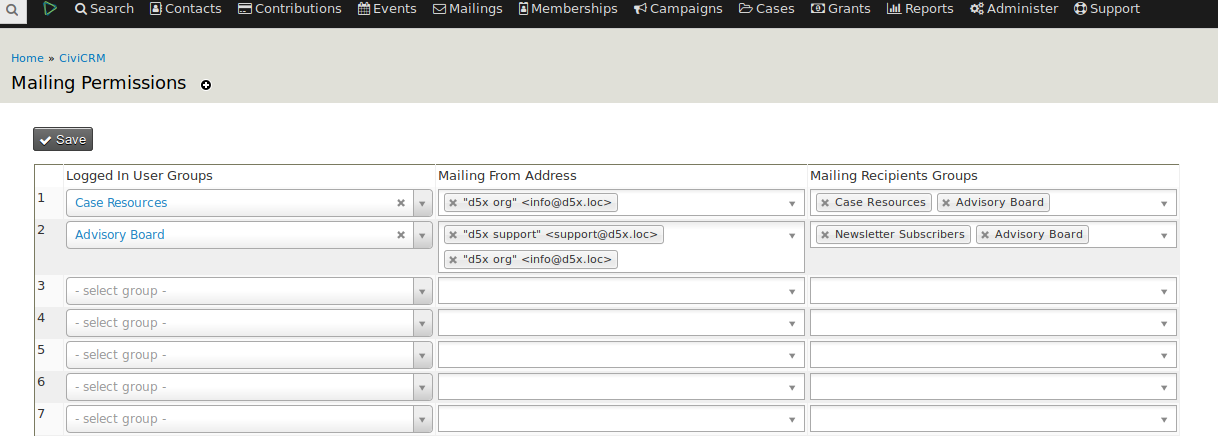 Search Contacts Contributions Events Mailings Memberships Campaigns Cases Grants Reports Administer Support
Home » CiviCRM
Mailing Permissions
Save
Logged In User Groups Mailing From Address Mailing Recipients Groups
1 Case Resources "d5x org" <info@d5x.loc> Case Resources Advisory Board
2 Advisory Board "d5x support" <support@d5x.loc> Newsletter Subscribers Advisory Board
"d5x org" <info@d5x.loc>
3 - select group -
4 - select group -
5 - select group -
6 - select group -
7 - select group -